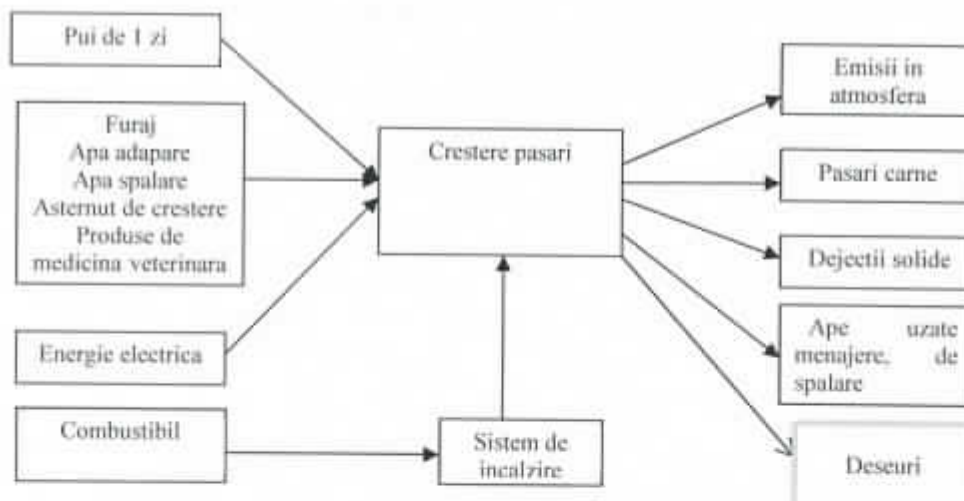 Pui de 1 zi
Furaj
Apa adapare
Apa spalare
Asternut de crestere
Produse de
medicina veterinara
Energie electrica
Combustibil
Sistem de
incalzire
Crestere pasari
Emisii in
atmosfera
Pasari carne
Dejectii solide
Ape uzate
menajere, de
spalare
Deseuri